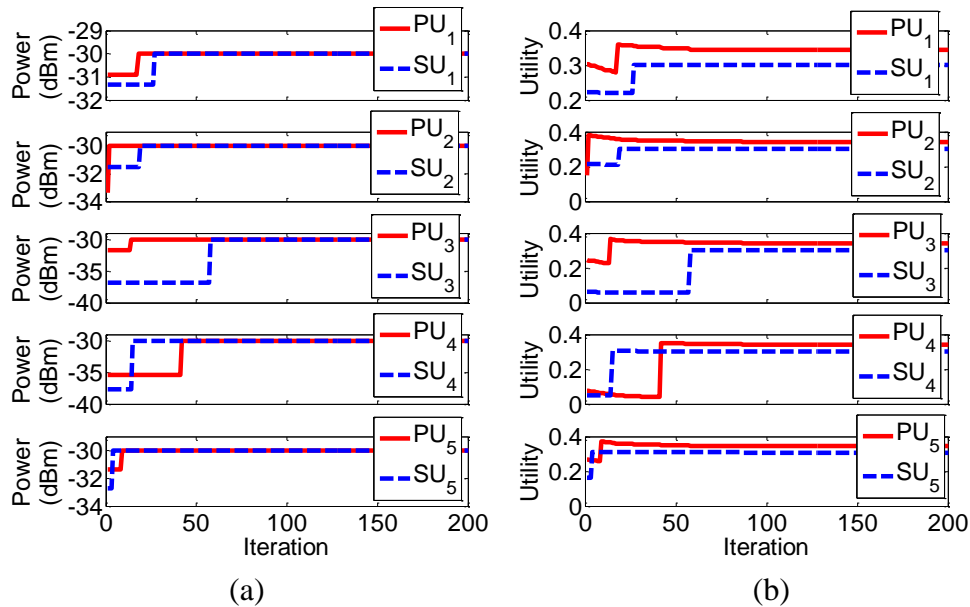 Power
(dBm)
-29
-30
-31
-32
PU1
SU1
Power
(dBm)
-30
-32
-34
PU2
SU2
Power
(dBm)
-30
-35
-40
PU3
SU3
Power
(dBm)
-30
-35
-40
PU4
SU4
Power
(dBm)
-30
-32
-34
PU5
SU5
0 50 100 150 200
Iteration
(a)
Utility
0.4
0.3
0.2
PU1
SU1
Utility
0.4
0.2
0
PU2
SU2
Utility
0.4
0.2
0
PU3
SU3
Utility
0.4
0.2
0
PU4
SU4
Utility
0.4
0.2
0
PU5
SU5
0 50 100 150 200
Iteration
(b)